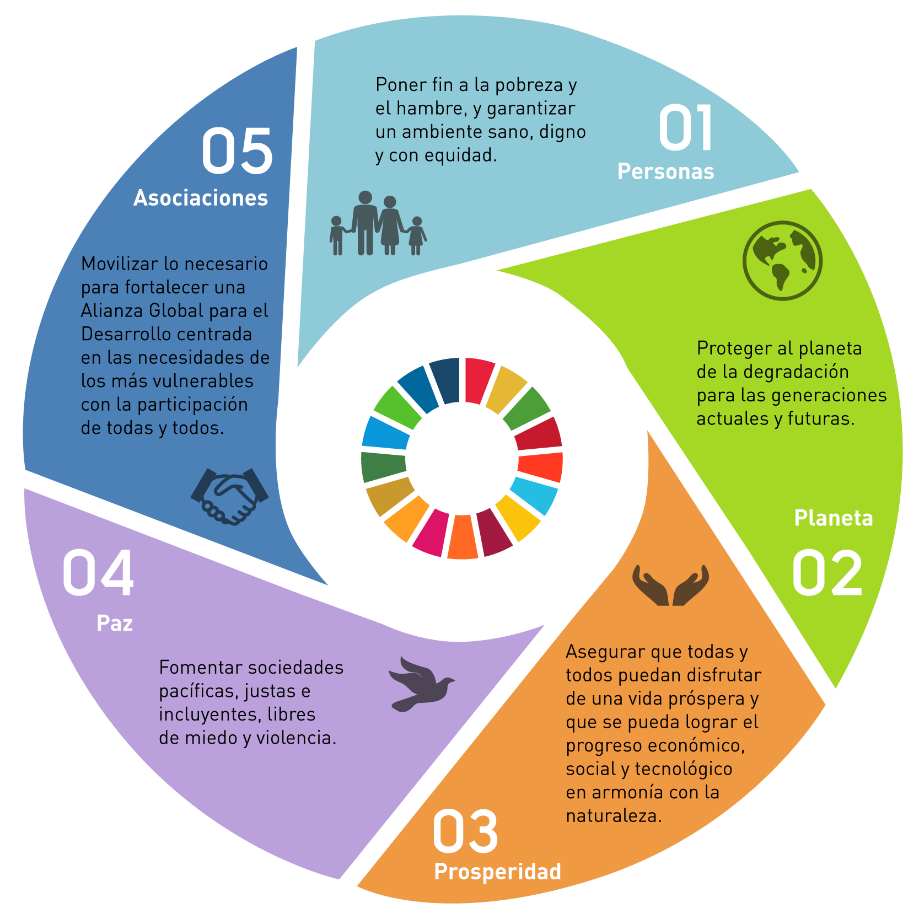 01
Personas
Poner fin a la pobreza y
el hambre, y garantizar
un ambiente sano, digno
y con equidad.
Proteger al planeta
de la degradación
para las generaciones
actuales y futuras.
Planeta
02
Asegurar que todas y
todos puedan disfrutar
de una vida próspera y
que se pueda lograr el
progreso económico,
social y tecnológico
en armonía con la
naturaleza.
03
Prosperidad
04
Paz
Fomentar sociedades
pacíficas, justas e
incluyentes, libres
de miedo y violencia.
05
Asociaciones
Movilizar lo necesario
para fortalecer una
Alianza Global para el
Desarrollo centrada
en las necesidades de
los más vulnerables
con la participación
de todas y todos.